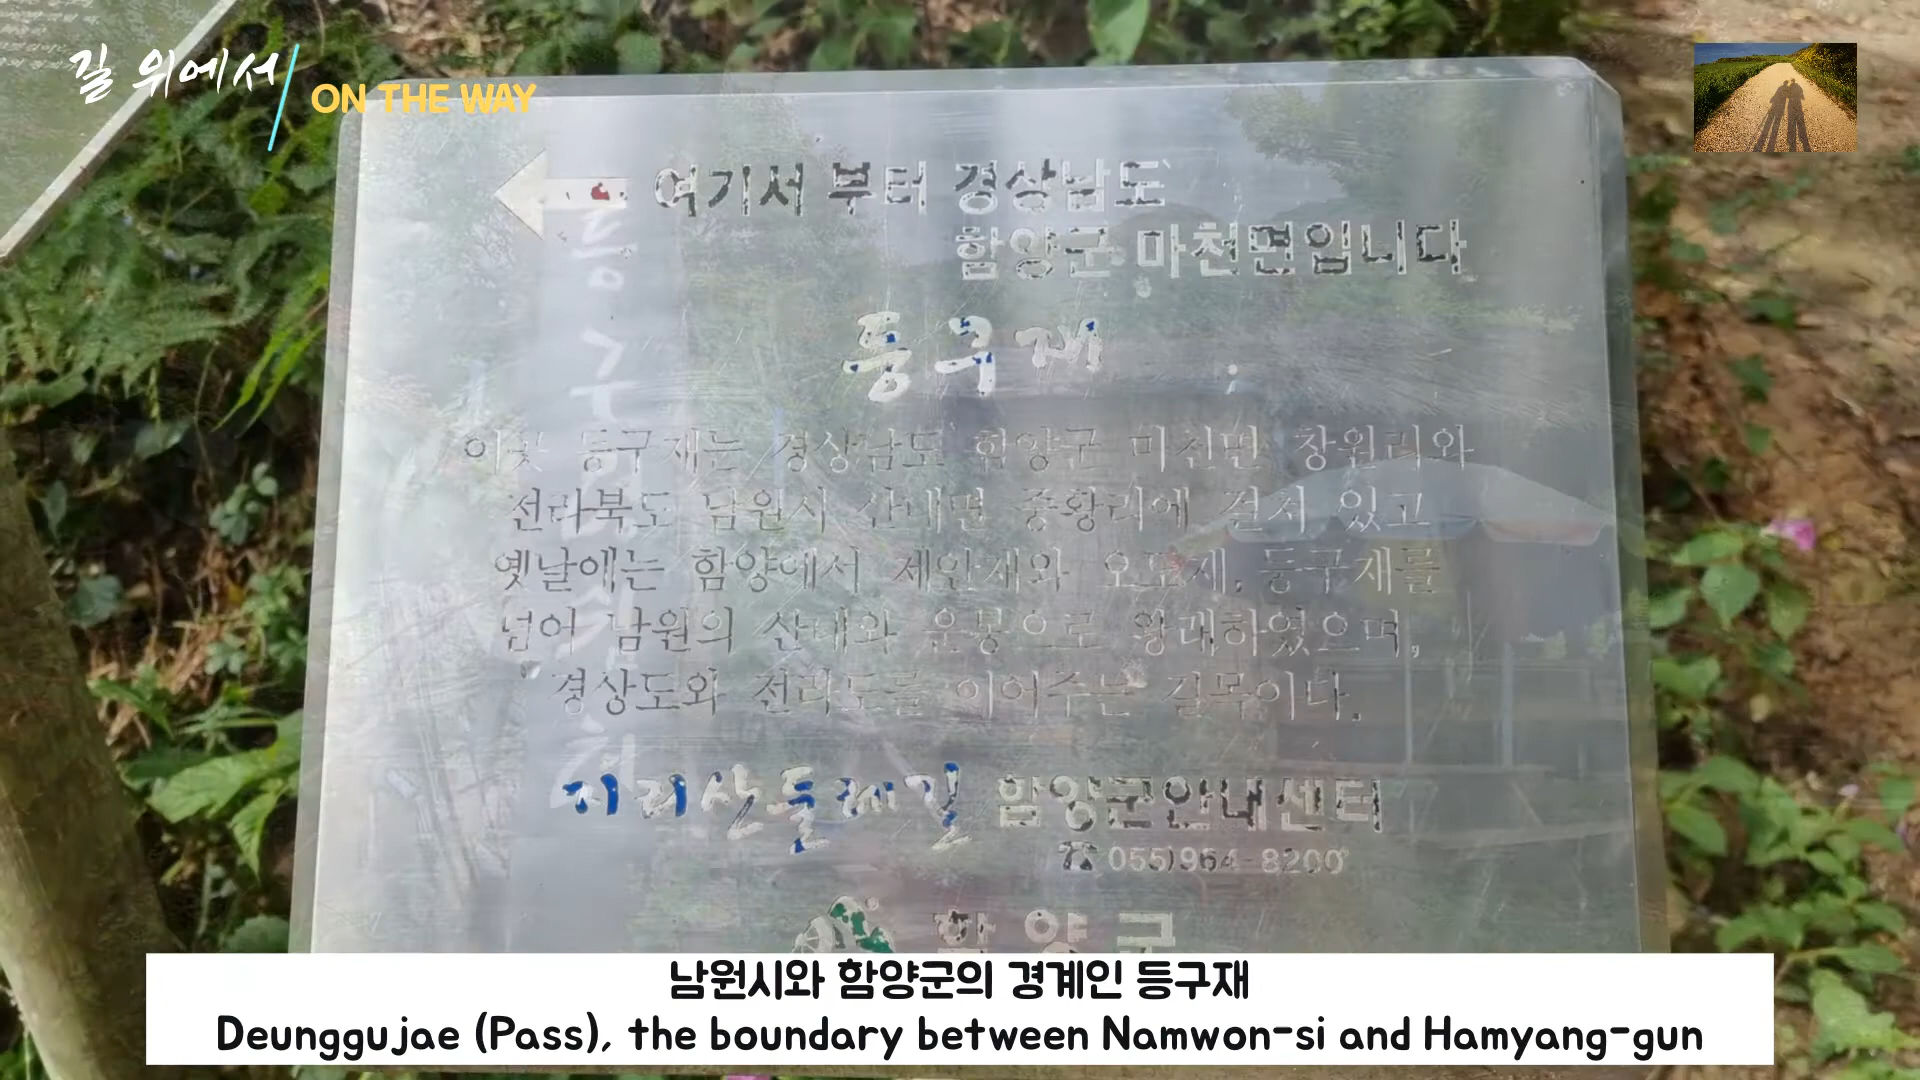 길 위에서
ON THE WAY
여기서 부터 경상남도
함양군 마천면입니다
등구재
이곳 등구재는 경상남도 함양군 마천면 창원리와
전라북도 남원시 산내면 중황리에 걸쳐 있고
옛날에는 함양에서 제안재와 오도재, 등구재를
넘어 남원의 산내와 운봉으로 왕래하였으며,
경상도와 전라도를 이어주는 길목이다.
지리산둘레길 함양군안내센터
☎ 055)964-8200
함양군
남원시와 함양군의 경계인 등구재
Deunggujae (Pass), the boundary between Namwon-si and Hamyang-gun